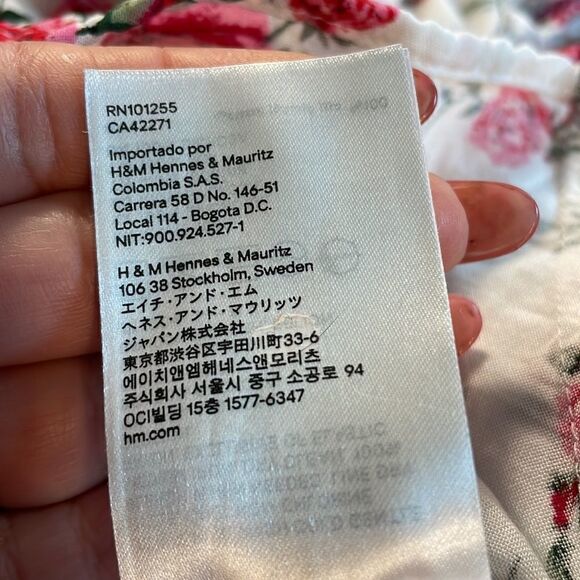 RN101255
CA42271
Importado por
H&M Hennes & Mauritz
Colombia S.A.S.
Carrera 58 D No. 146-51
Local 114 - Bogota D.C.
NIT:900.924.527-1
H & M Hennes & Mauritz
106 38 Stockholm, Sweden
エイチ・アンド・エム
ヘネス・アンド・マウリッツ
ジャパン株式会社
東京都渋谷区宇田川町33-6
에이치앤엠헤네스앤모리츠
주식회사 서울시 중구 소공로 94
OCI빌딩 15층 1577-6347
hm.com